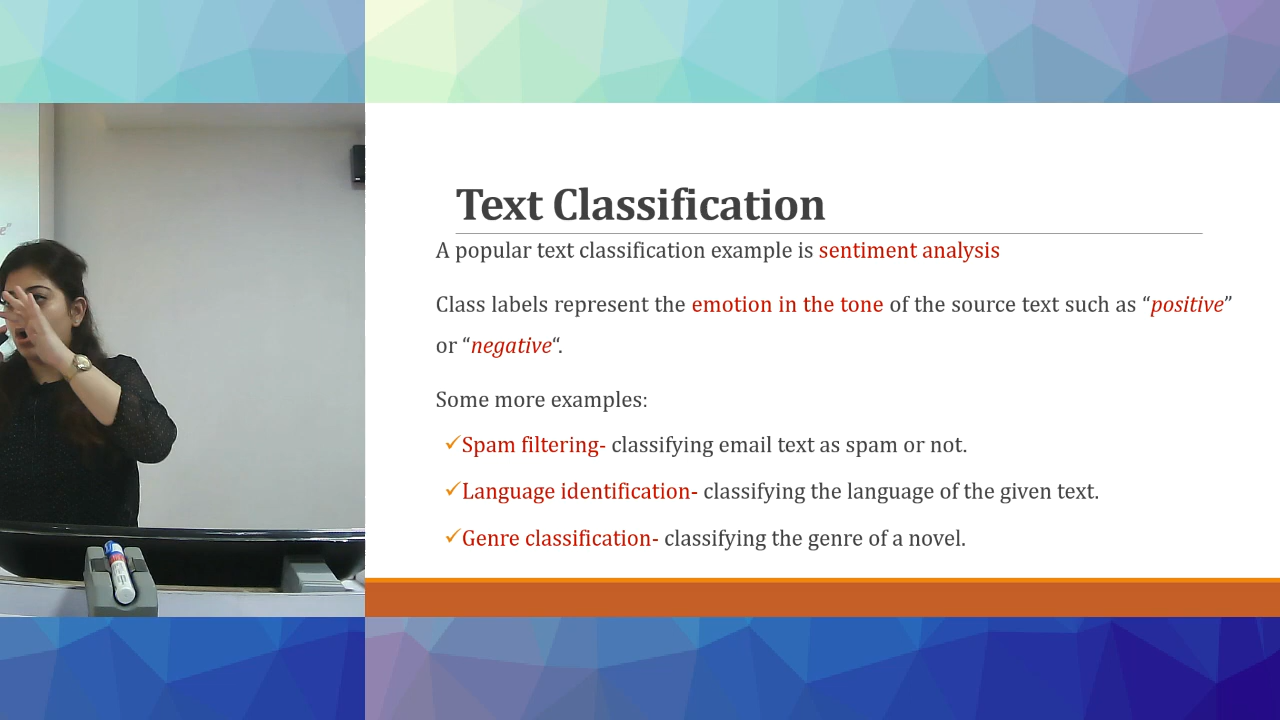 Text Classification
A popular text classification example is sentiment analysis
Class labels represent the emotion in the tone of the source text such as “positive”
or “negative“.
Some more examples:
✓Spam filtering- classifying email text as spam or not.
✓Language identification- classifying the language of the given text.
✓Genre classification- classifying the genre of a novel.